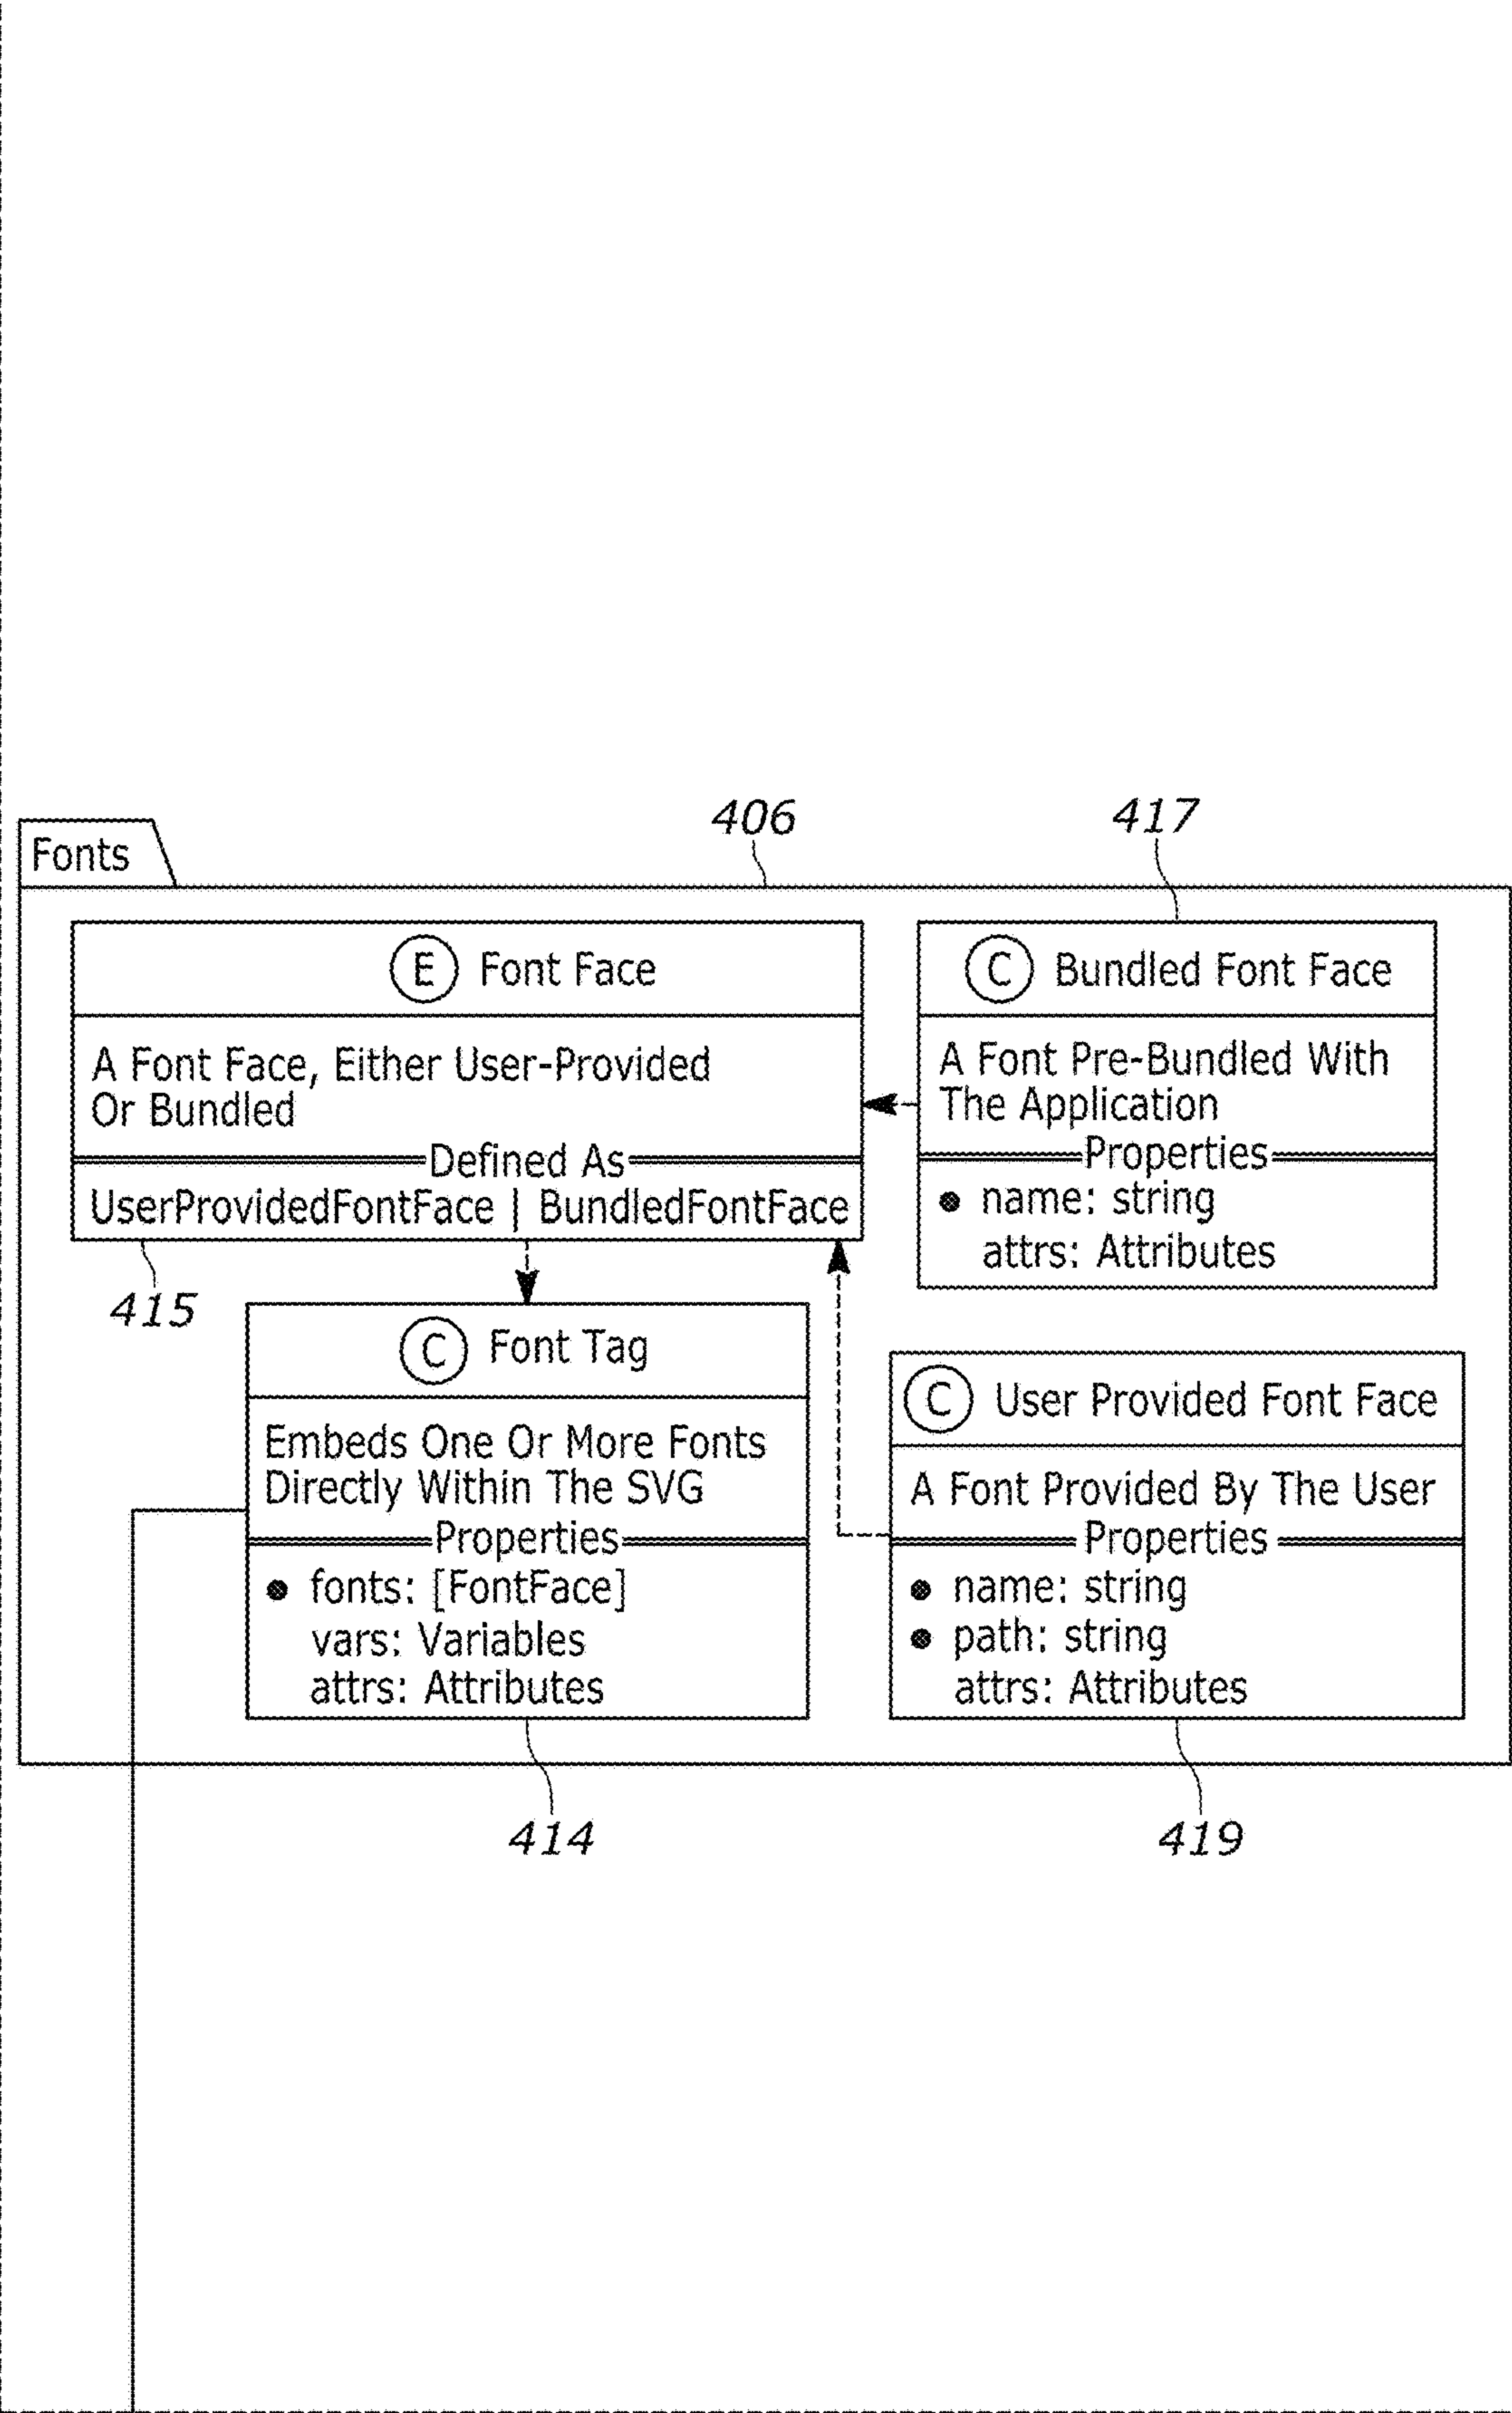 406
417
Fonts
E Font Face
A Font Face, Either User-Provided
Or Bundled
Defined As
UserProvidedFontFace | BundledFontFace
415
C Bundled Font Face
A Font Pre-Bundled With
The Application
Properties
● name: string
attrs: Attributes
C Font Tag
Embeds One Or More Fonts
Directly Within The SVG
Properties
● fonts: [FontFace]
vars: Variables
attrs: Attributes
414
C User Provided Font Face
A Font Provided By The User
Properties
● name: string
● path: string
attrs: Attributes
419